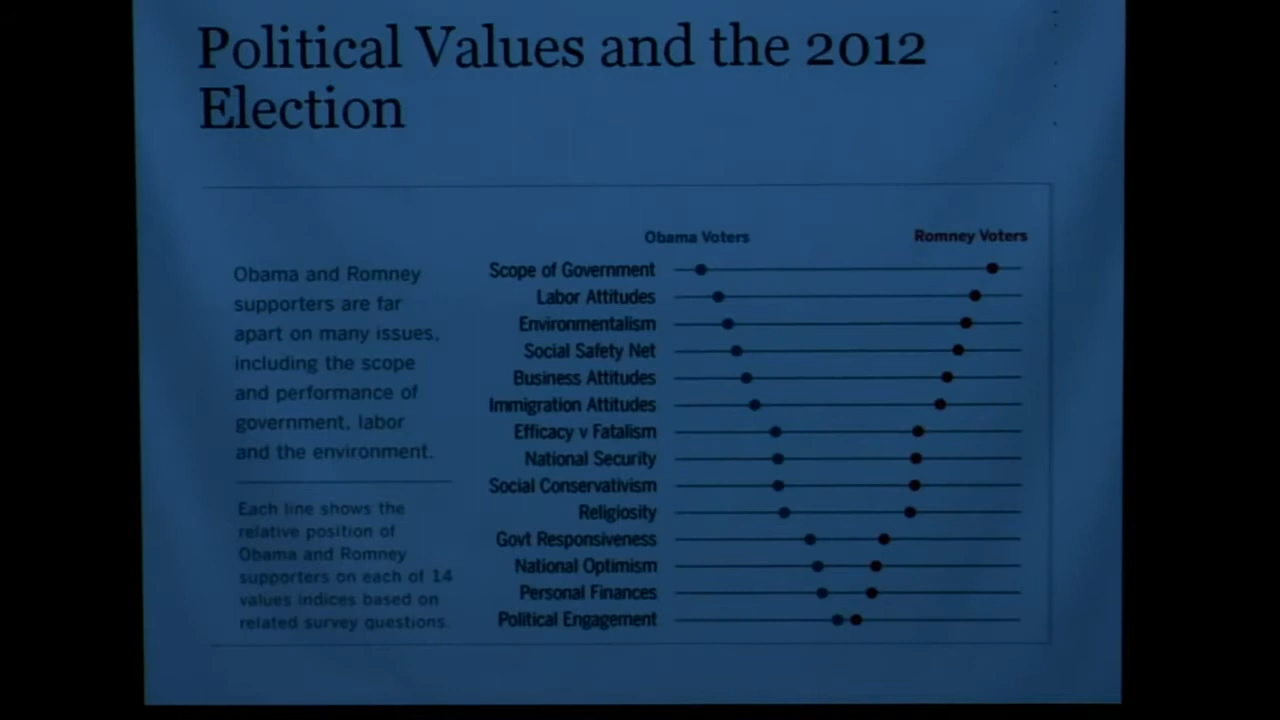 Political Values and the 2012
Election
Obama Voters
Romney Voters
Obama and Romney
supporters are far
apart on many issues,
including the scope
and performance of
government, labor
and the environment.
Each line shows the
relative position of
Obama and Romney
supporters on each of 14
values indices based on
related survey questions.
Scope of Government
Labor Attitudes
Environmentalism
Social Safety Net
Business Attitudes
Immigration Attitudes
Efficacy v Fatalism
National Security
Social Conservativism
Religiosity
Govt Responsiveness
National Optimism
Personal Finances
Political Engagement